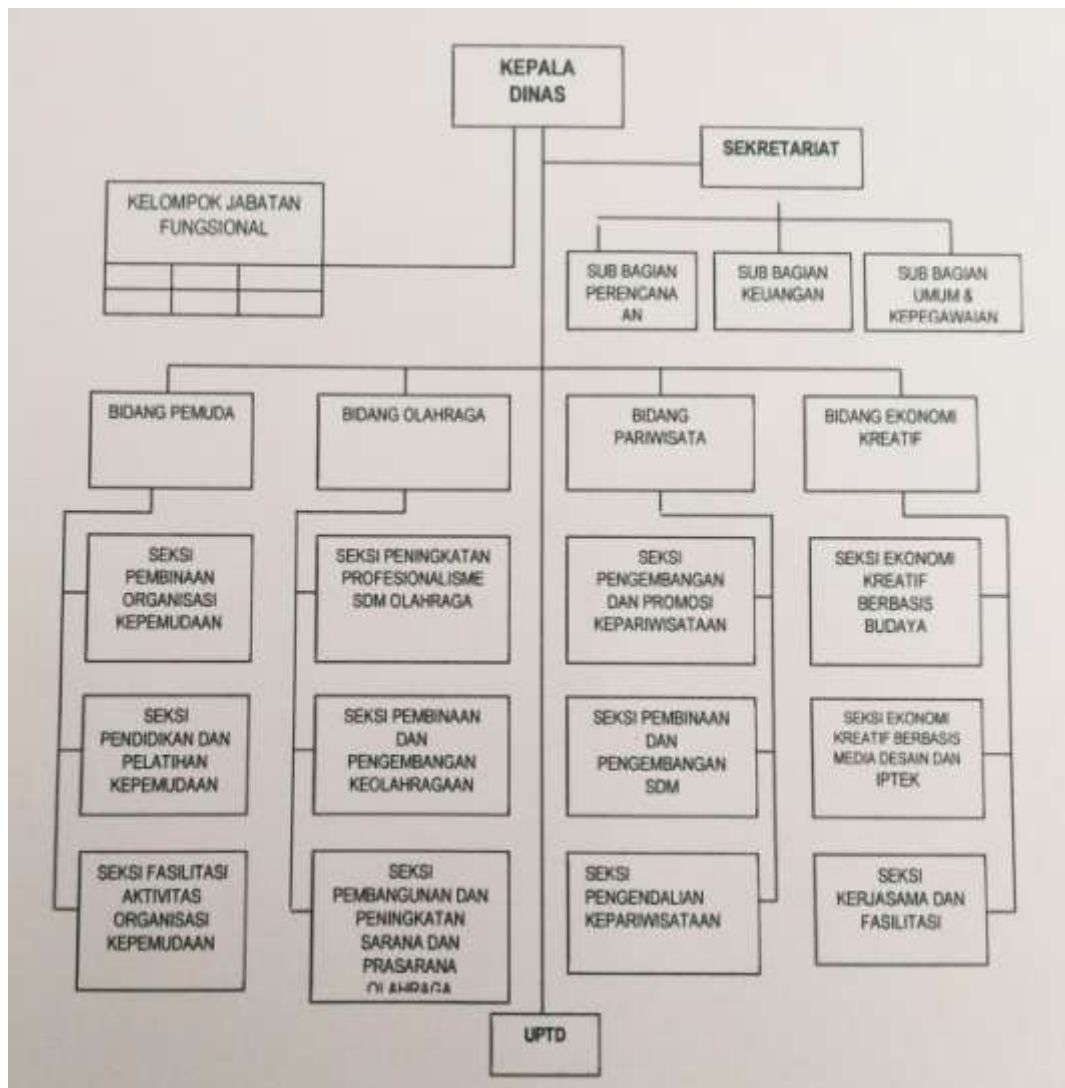 KEPALA
DINAS
SEKRETARIAT
KELOMPOK JABATAN
FUNGSIONAL
SUB BAGIAN
PERENCANA
AN
SUB BAGIAN
KEUANGAN
SUB BAGIAN
UMUM &
KEPEGAWAIAN
BIDANG PEMUDA
BIDANG OLAHRAGA
BIDANG
PARIWISATA
BIDANG EKONOMI
KREATIF
SEKSI
PEMBINAAN
ORGANISASI
KEPEMUDAAN
SEKSI PENINGKATAN
PROFESIONALISME
SDM OLAHRAGA
SEKSI
PENGEMBANGAN
DAN PROMOSI
KEPARIWISATAAN
SEKSI EKONOMI
KREATIF
BERBASIS
BUDAYA
SEKSI
PENDIDIKAN DAN
PELATIHAN
KEPEMUDAAN
SEKSI PEMBINAAN
DAN
PENGEMBANGAN
KEOLAHRAGAAN
SEKSI PEMBINAAN
DAN
PENGEMBANGAN
SDM
SEKSI EKONOMI
KREATIF BERBASIS
MEDIA DESAIN DAN
IPTEK
SEKSI FASILITASI
AKTIVITAS
ORGANISASI
KEPEMUDAAN
SEKSI
PEMBANGUNAN DAN
PENINGKATAN
SARANA DAN
PRASARANA
OLAHRAGA
SEKSI
PENGENDALIAN
KEPARIWISATAAN
SEKSI
KERJASAMA DAN
FASILITASI
UPTD